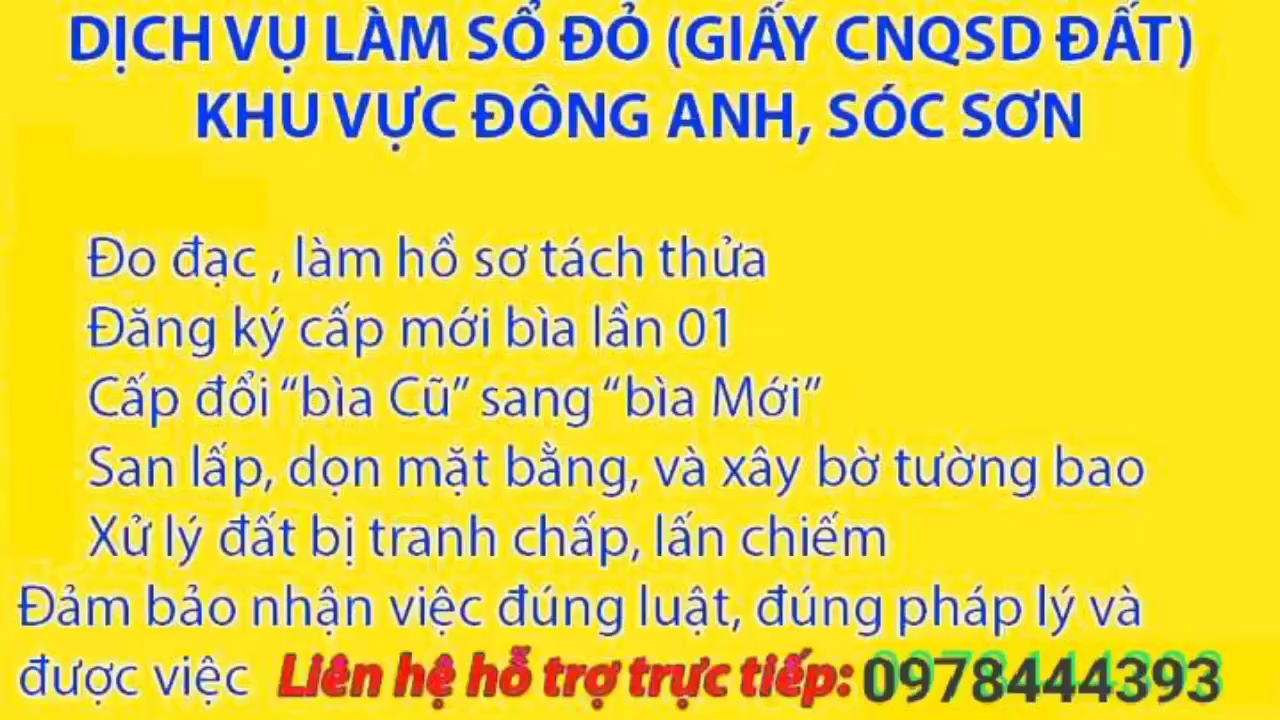 DỊCH VỤ LÀM SỔ ĐỎ (GIẤY CNQSD ĐẤT)
KHU VỰC ĐÔNG ANH, SÓC SƠN
Đo đạc , làm hồ sơ tách thửa
Đăng ký cấp mới bìa lần 01
Cấp đổi “bìa Cũ” sang “bìa Mới”
San lấp, dọn mặt bằng, và xây bờ tường bao
Xử lý đất bị tranh chấp, lấn chiếm
Đảm bảo nhận việc đúng luật, đúng pháp lý và
được việc Liên hệ hỗ trợ trực tiếp: 0978444393